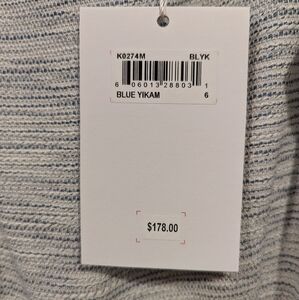 K0274M BLYK
6 06013 28803 1
BLUE YIKAM 6
$178.00